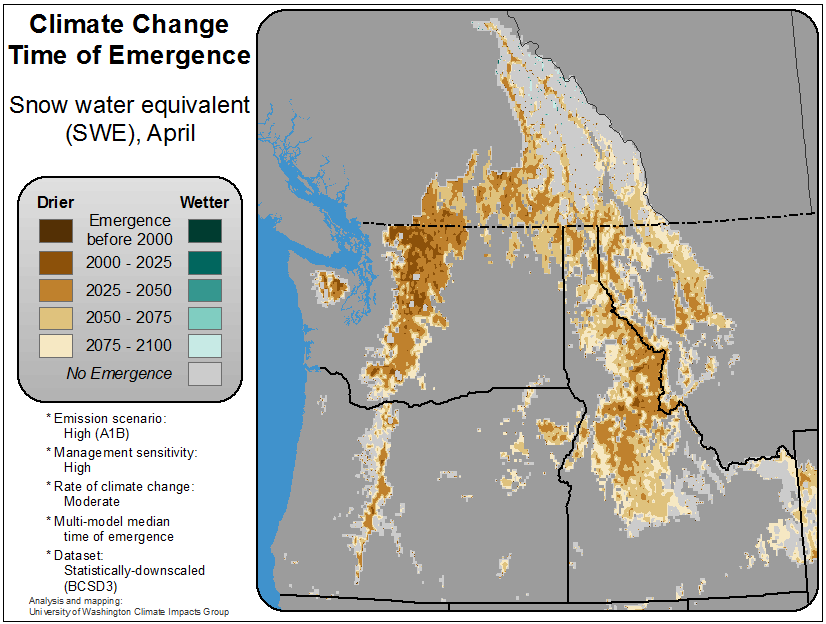 Climate Change
Time of Emergence
Snow water equivalent
(SWE), April
Drier
Wetter
Emergence
before 2000
2000 - 2025
2025 - 2050
2050 - 2075
2075 - 2100
No Emergence
* Emission scenario:
High (A1B)
* Management sensitivity:
High
* Rate of climate change:
Moderate
* Multi-model median
time of emergence
* Dataset:
Statistically-downscaled
(BCSD3)
Analysis and mapping:
University of Washington Climate Impacts Group